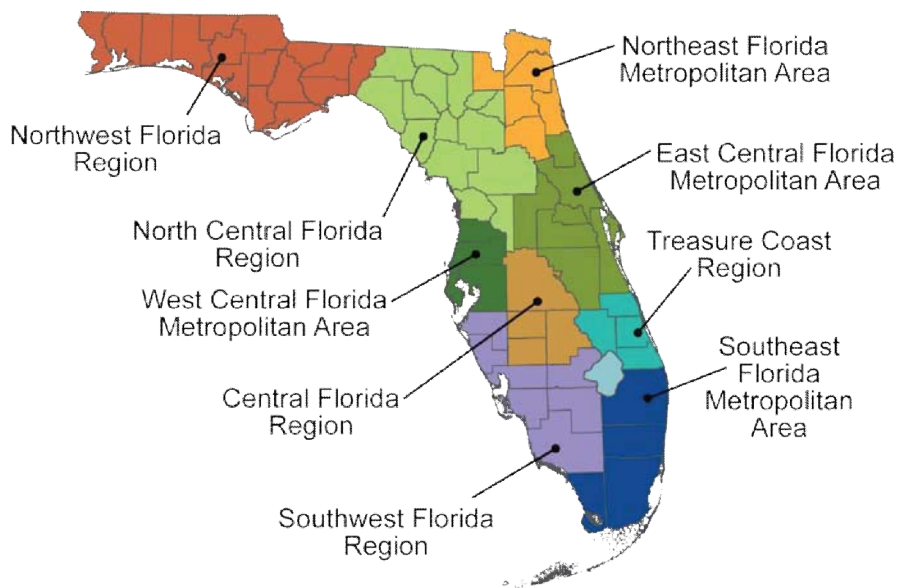 Northeast Florida
Metropolitan Area
Northwest Florida
Region
East Central Florida
Metropolitan Area
North Central Florida
Region
Treasure Coast
Region
West Central Florida
Metropolitan Area
Southeast
Florida
Metropolitan
Area
Central Florida
Region
Southwest Florida
Region